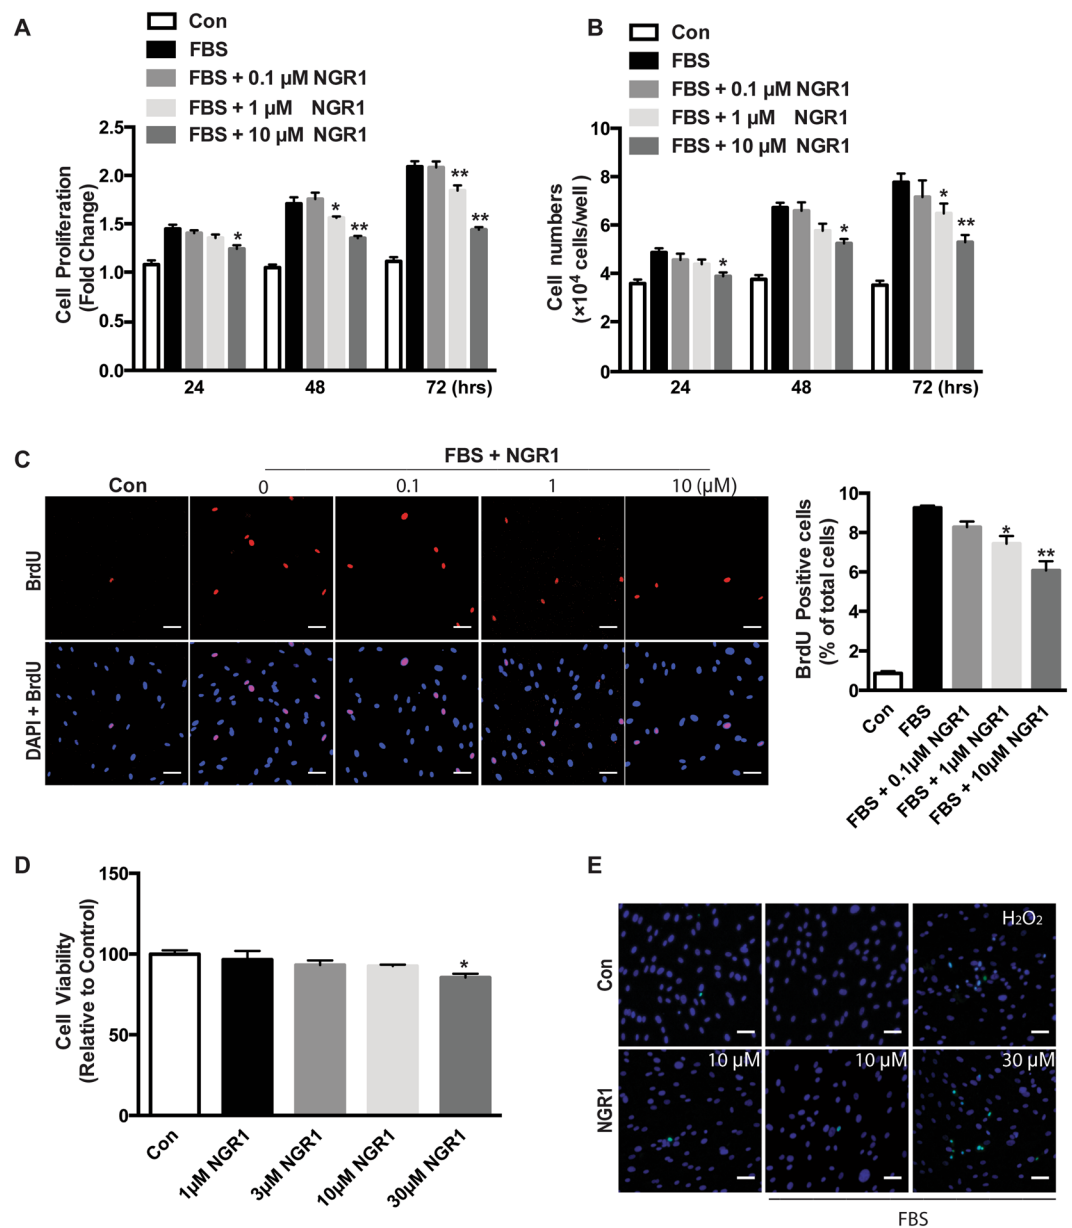 A
Con
FBS
FBS + 0.1 µM NGR1
FBS + 1 µM NGR1
FBS + 10 µM NGR1
Cell Proliferation
(Fold Change)
2.5
2.0
1.5
1.0
0.5
0.0
* * ** ** **
24 48 72 (hrs)
B
Con
FBS
FBS + 0.1 µM NGR1
FBS + 1 µM NGR1
FBS + 10 µM NGR1
Cell numbers
(×10⁴ cells/well )
10
8
6
4
2
0
* * * **
24 48 72 (hrs)
C
FBS + NGR1
Con 0 0.1 1 10 (µM)
BrdU
DAPI + BrdU
BrdU Positive cells
(% of total cells)
10
8
6
4
2
0
* **
Con
FBS
FBS + 0.1µM NGR1
FBS + 1µM NGR1
FBS + 10µM NGR1
D
Cell Viability
(Relative to Control)
150
100
50
0
*
Con
1µM NGR1
3µM NGR1
10µM NGR1
30µM NGR1
E
H₂O₂
Con
10 µM 10 µM 30 µM
NGR1
FBS